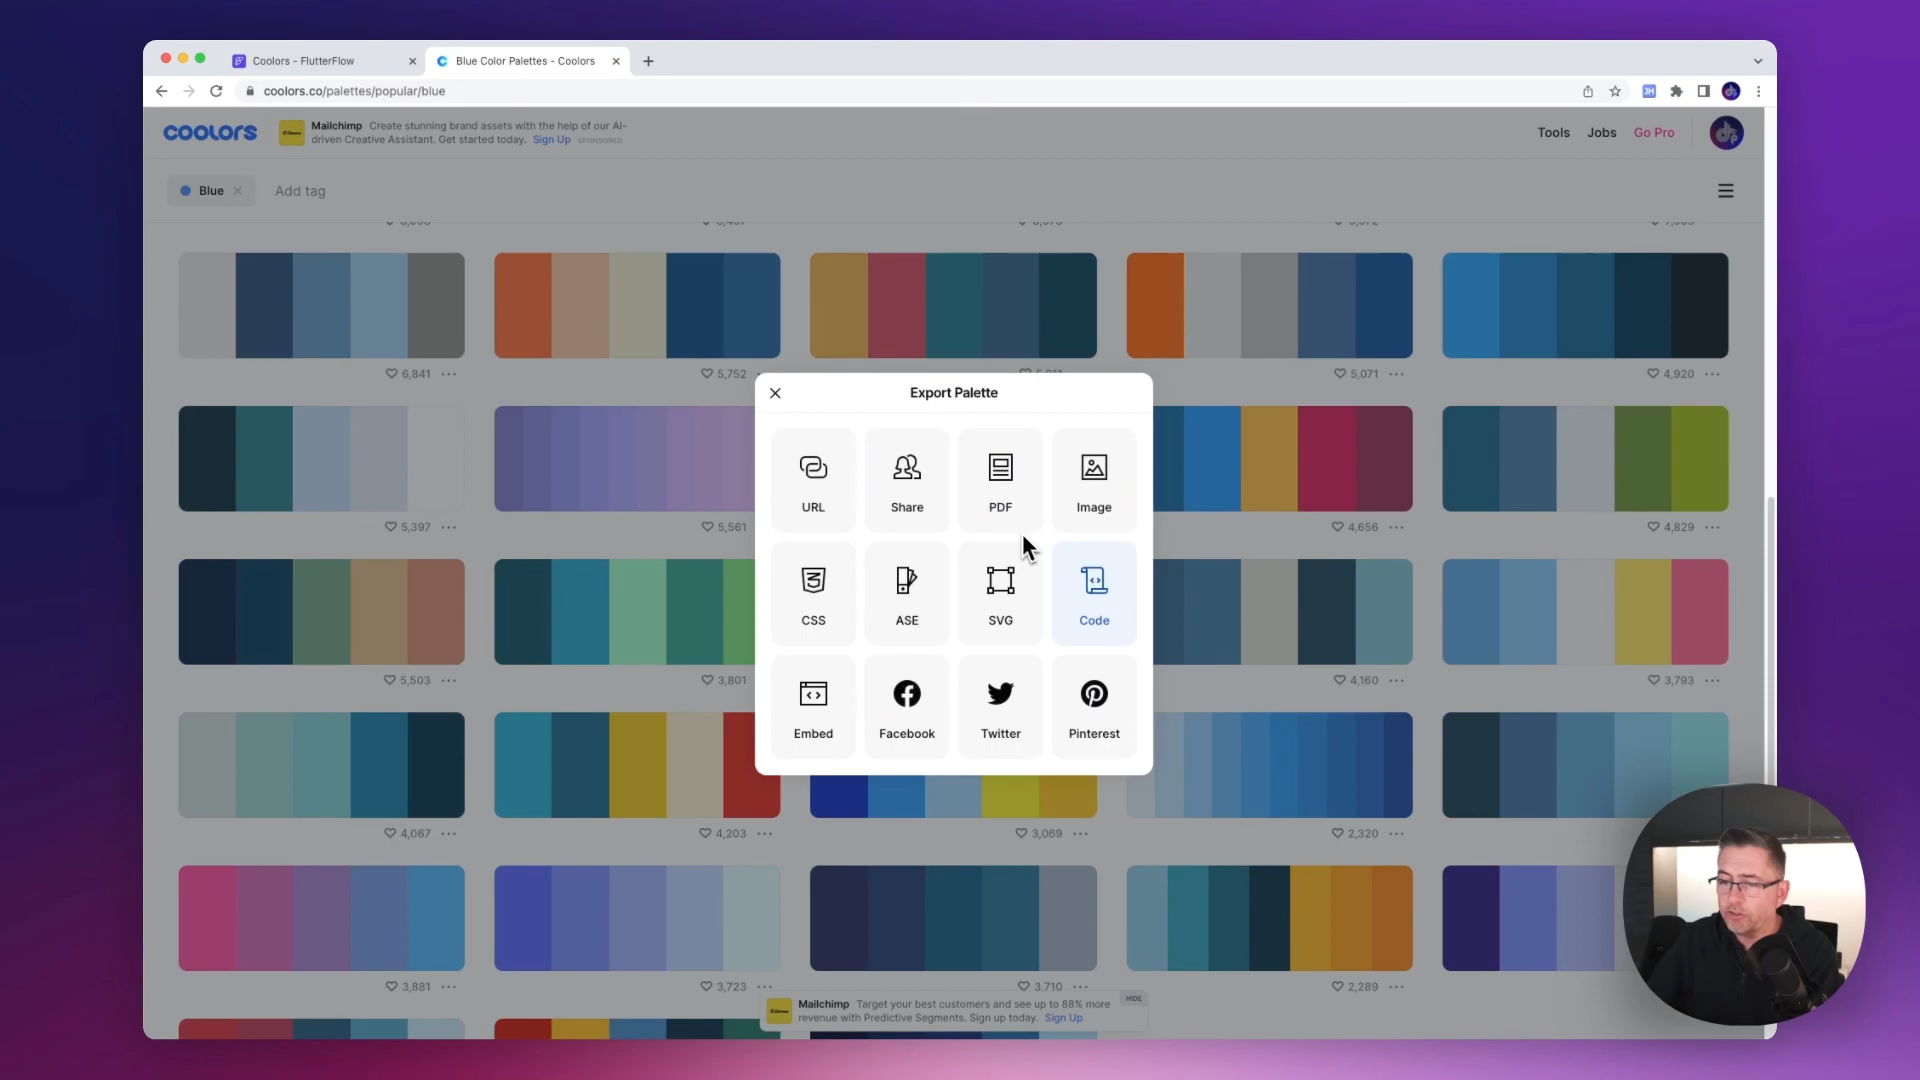 Coolors - FlutterFlow
Blue Color Palettes - Coolors
coolors.co/palettes/popular/blue
coolors
Mailchimp Create stunning brand assets with the help of our AI-
driven Creative Assistant. Get started today. Sign Up SPONSORED
Tools
Jobs
Go Pro
Blue
Add tag
6,841
5,752
5,071
4,920
Export Palette
URL
Share
PDF
Image
5,397
5,561
4,656
4,829
CSS
ASE
SVG
Code
5,503
3,801
4,160
3,793
Embed
Facebook
Twitter
Pinterest
4,067
4,203
3,069
2,320
3,881
3,723
3,710
2,289
Mailchimp Target your best customers and see up to 88% more
revenue with Predictive Segments. Sign up today. Sign Up
HIDE